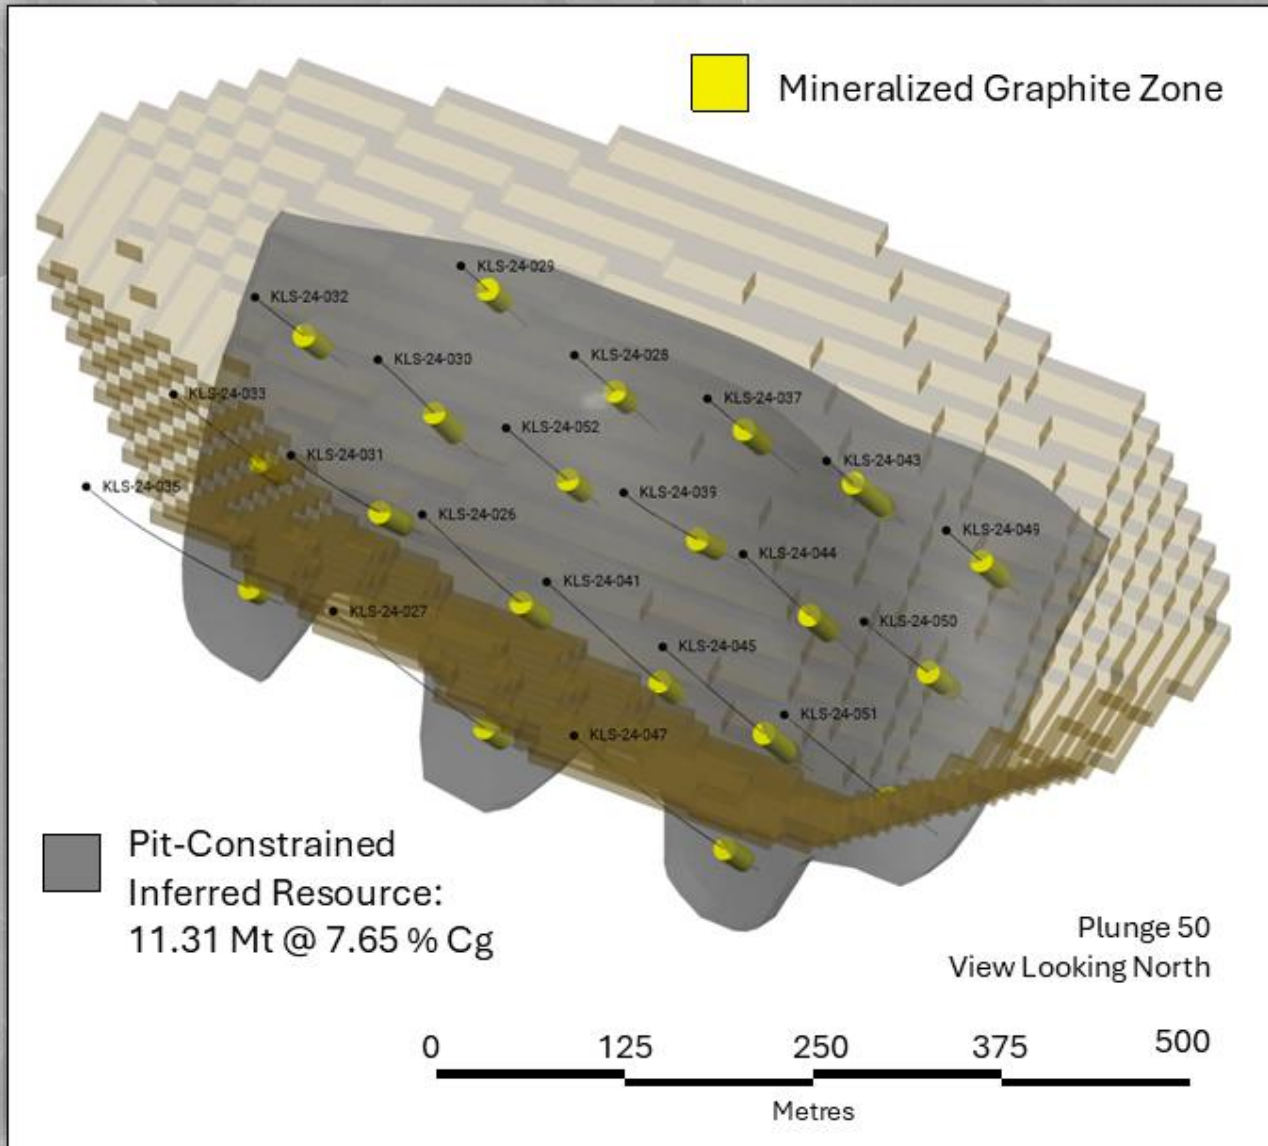 Mineralized Graphite Zone
KLS-24-029
KLS-24-032
KLS-24-030
KLS-24-028
KLS-24-033
KLS-24-037
KLS-24-052
KLS-24-031
KLS-24-043
KLS-24-035
KLS-24-039
KLS-24-026
KLS-24-049
KLS-24-044
KLS-24-041
KLS-24-027
KLS-24-050
KLS-24-045
KLS-24-051
KLS-24-047
Pit-Constrained
Inferred Resource:
11.31 Mt @ 7.65 % Cg
Plunge 50
View Looking North
0 125 250 375 500
Metres